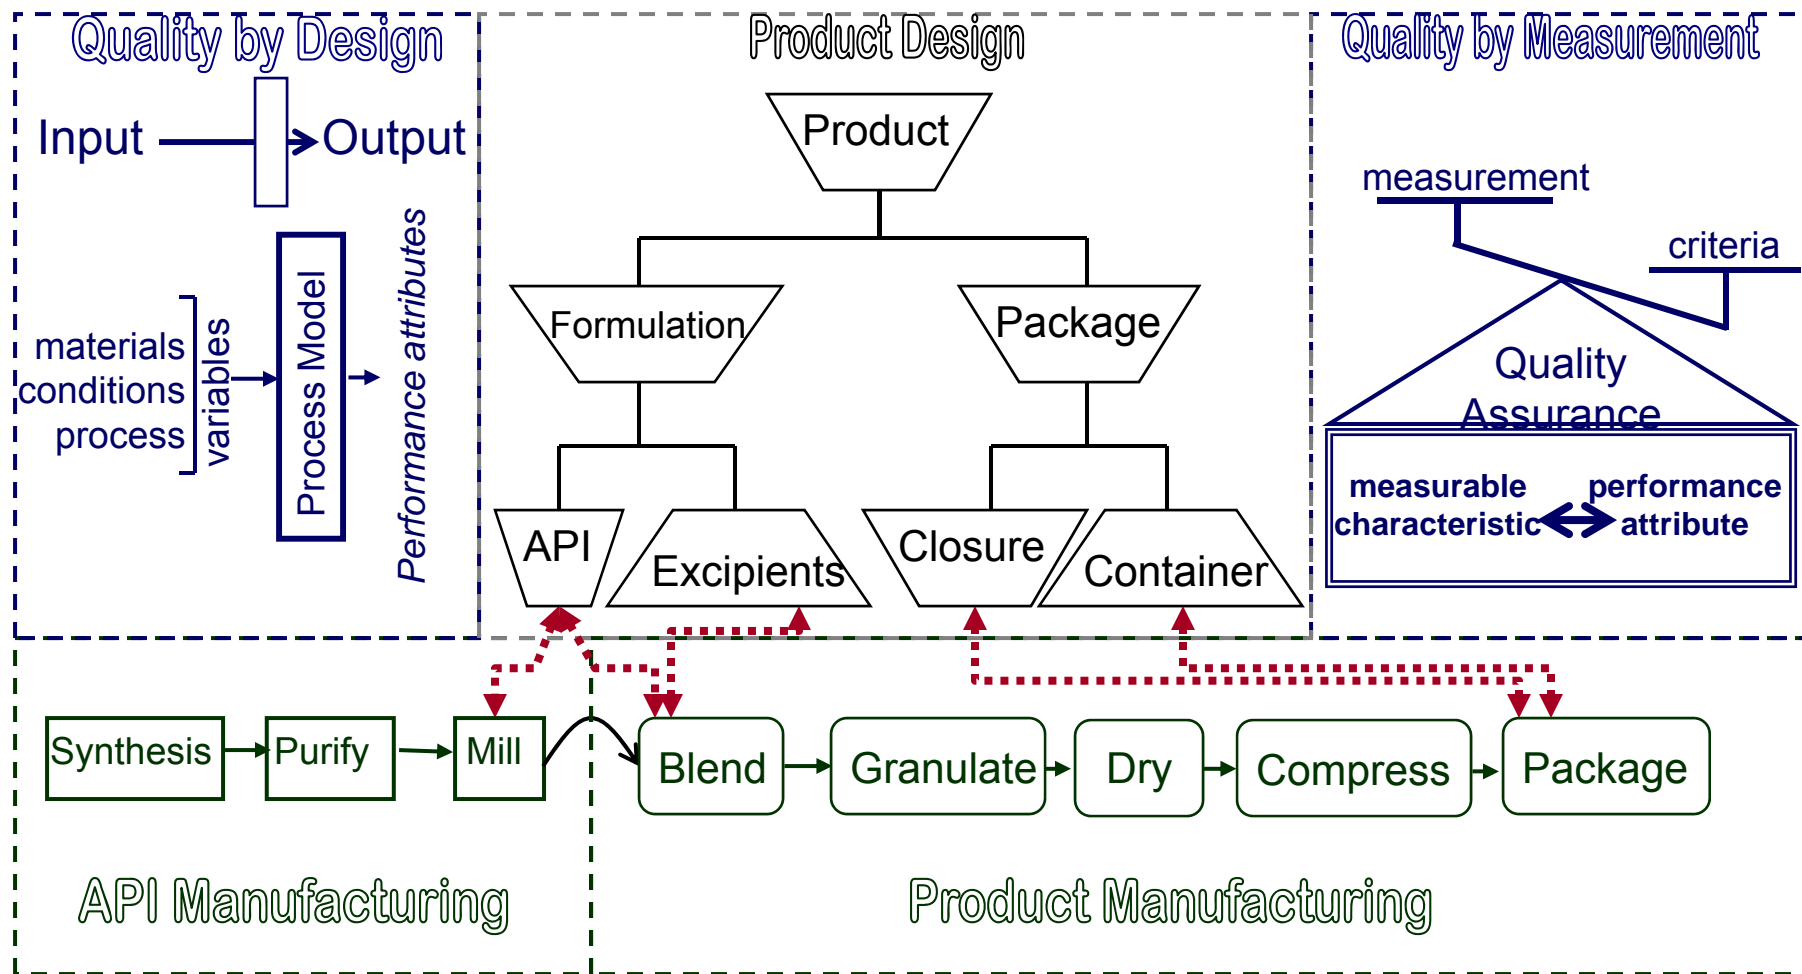 Quality by Design
Input
Output
materials
conditions
process
variables
Process Model
Performance attributes
Product Design
Product
Formulation
Package
API
Excipients
Closure
Container
Quality by Measurement
measurement
criteria
Quality
Assurance
measurable
characteristic
performance
attribute
Synthesis
Purify
Mill
API Manufacturing
Blend
Granulate
Dry
Compress
Package
Product Manufacturing